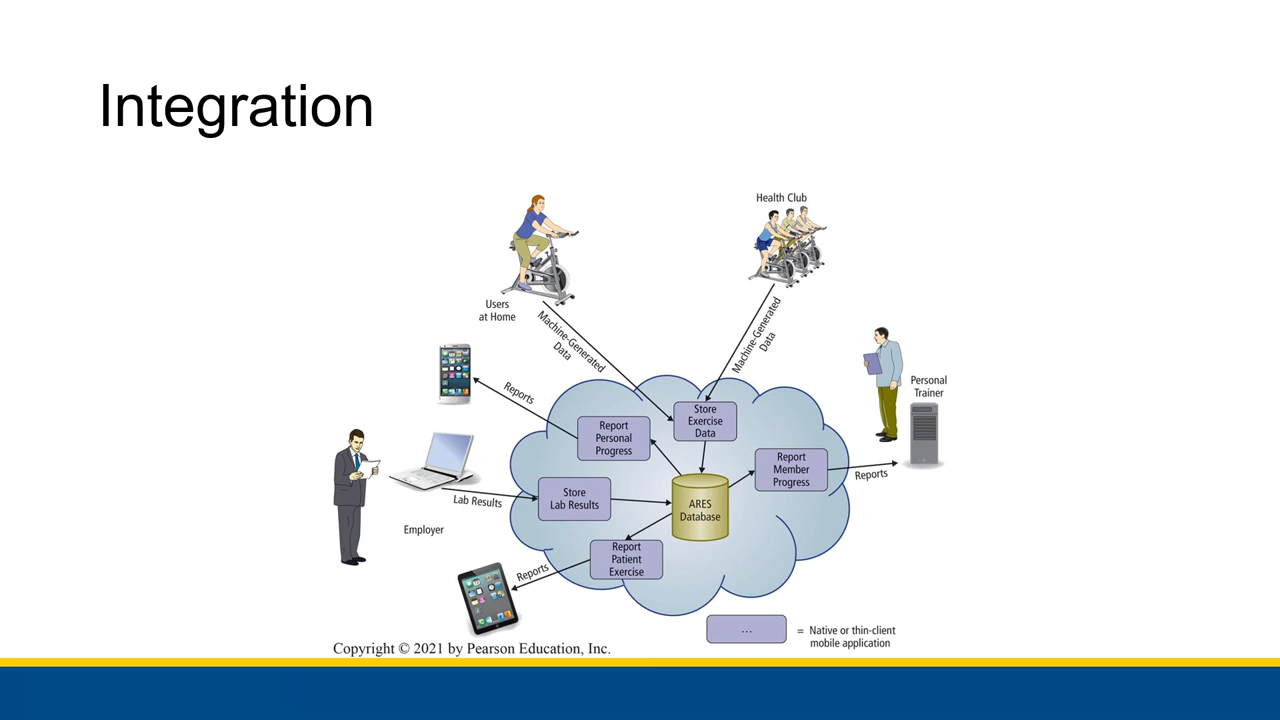 Integration
Health Club
Users
at Home
Machine-Generated
Data
Machine-Generated
Data
Personal
Trainer
Reports
Store
Exercise
Data
Report
Personal
Progress
Report
Member
Progress
Reports
Lab Results
Store
Lab Results
ARES
Database
Employer
Report
Patient
Exercise
Reports
...
= Native or thin-client
mobile application
Copyright © 2021 by Pearson Education, Inc.